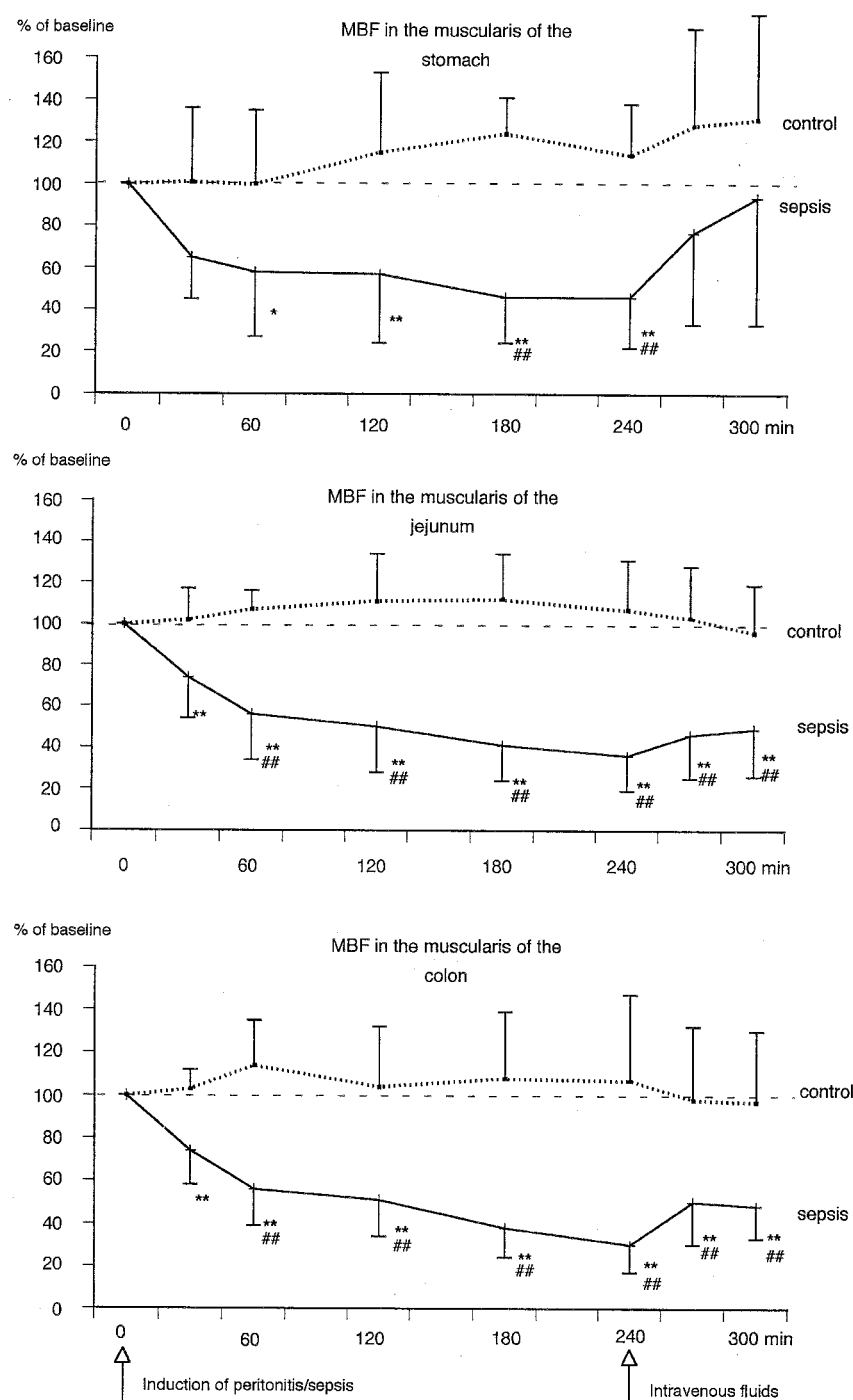 % of baseline
MBF in the muscularis of the
stomach
160
140
120
100
80
60
40
20
0
control
sepsis
*
**
**
##
**
##
0 60 120 180 240 300 min
% of baseline
MBF in the muscularis of the
jejunum
160
140
120
100
80
60
40
20
0
control
sepsis
**
**
##
**
##
**
##
**
##
**
##
**
##
0 60 120 180 240 300 min
% of baseline
MBF in the muscularis of the
colon
160
140
120
100
80
60
40
20
0
control
sepsis
**
**
##
**
##
**
##
**
##
**
##
**
##
0 60 120 180 240 300 min
Induction of peritonitis/sepsis
Intravenous fluids